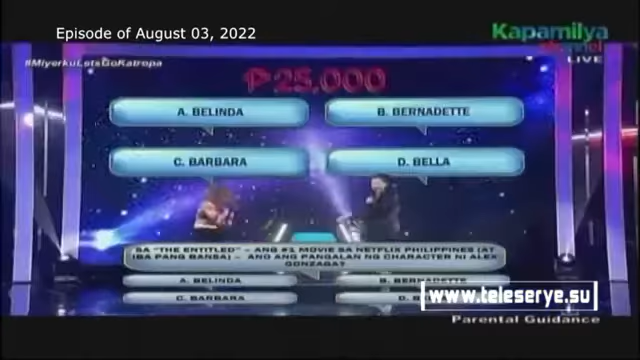 Episode of August 03, 2022
Kapamilya
channel
LIVE
#MiyerkuLetsGoKatropa
₱25,000
A. BELINDA
B. BERNADETTE
C. BARBARA
D. BELLA
SA "THE ENTITLED" – ANG #1 MOVIE SA NETFLIX PHILIPPINES (AT
IBA PANG BANSA) – ANO ANG PANGALAN NG CHARACTER NI ALEX
GONZAGA?
A. BELINDA
B. BERNADETTE
C. BARBARA
D. B
www.teleserye.su
Parental Guidance